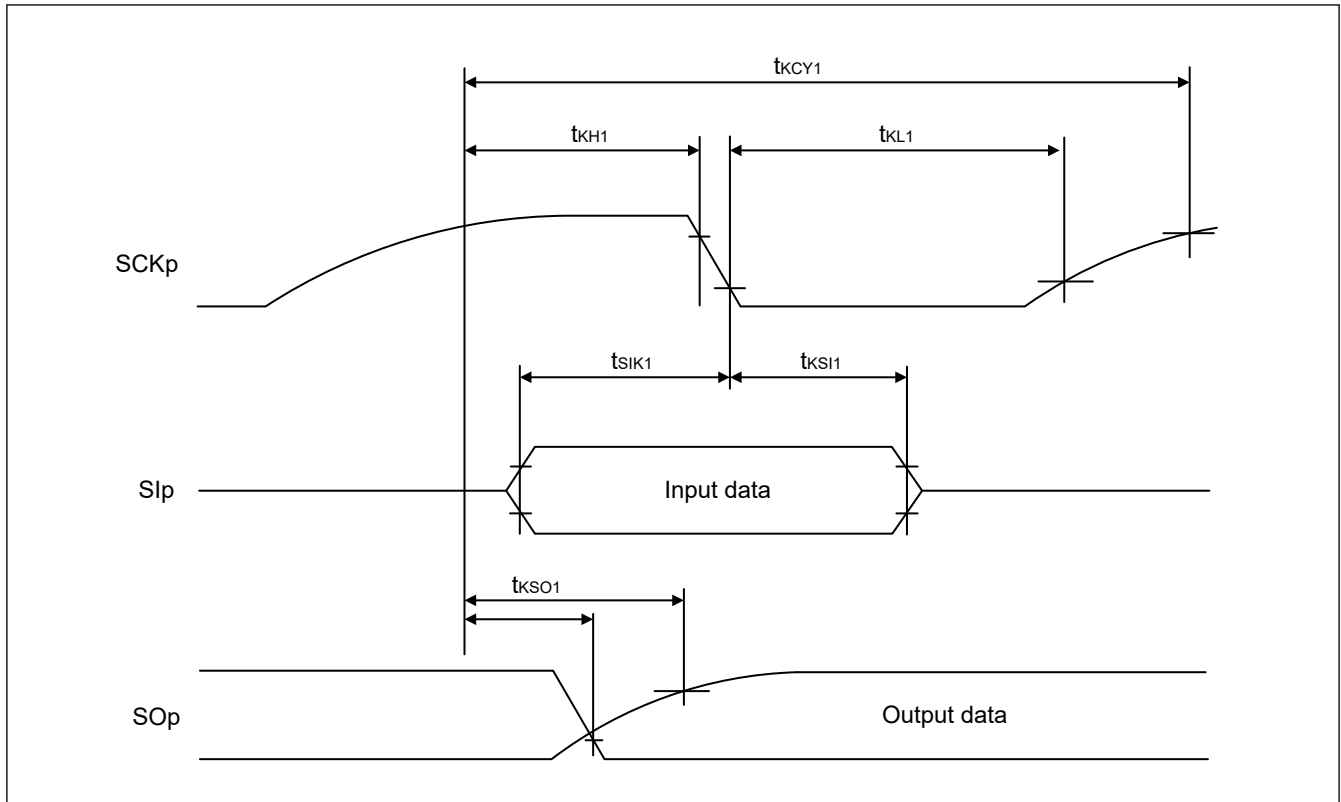 tKCY1
tKH1
tKL1
SCKp
tSIK1
tKSI1
SIp
Input data
tKSO1
SOp
Output data